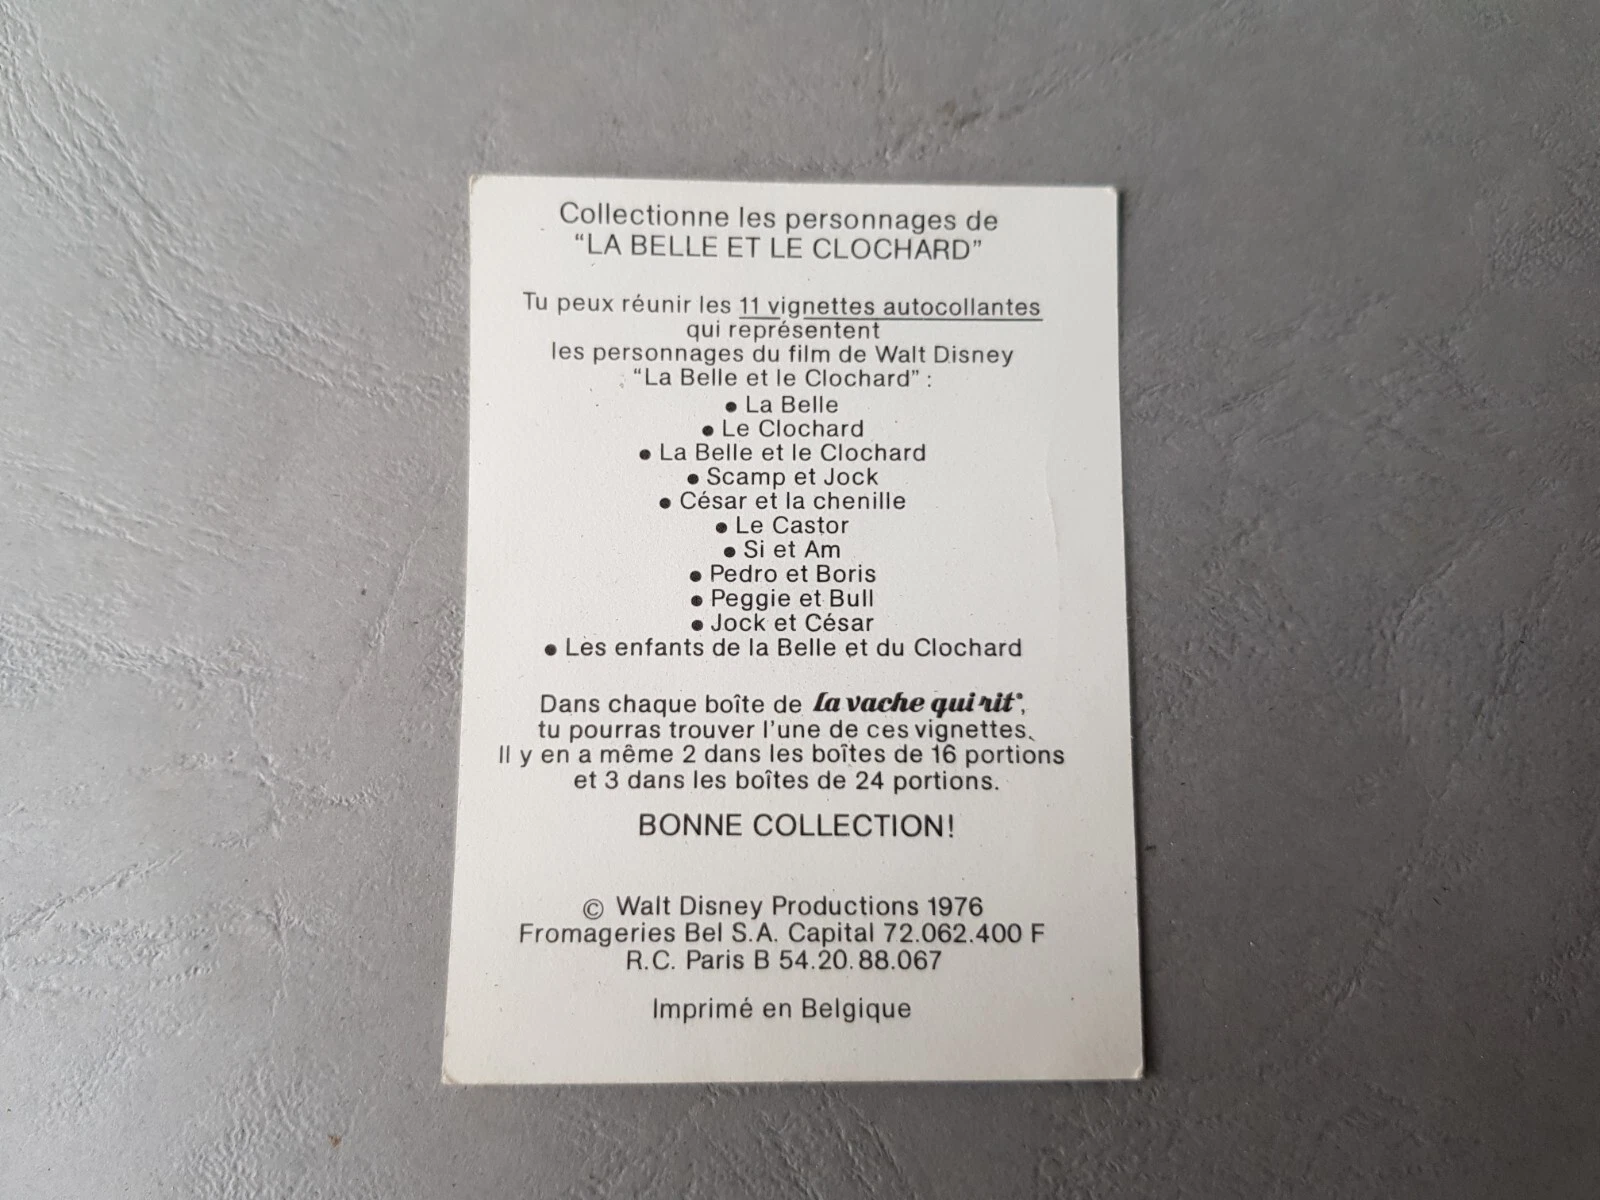 Collectionne les personnages de
“LA BELLE ET LE CLOCHARD”
Tu peux réunir les 11 vignettes autocollantes
qui représentent
les personnages du film de Walt Disney
“La Belle et le Clochard” :
● La Belle
● Le Clochard
● La Belle et le Clochard
● Scamp et Jock
● César et la chenille
● Le Castor
● Si et Am
● Pedro et Boris
● Peggie et Bull
● Jock et César
● Les enfants de la Belle et du Clochard
Dans chaque boîte de la vache qui rit®,
tu pourras trouver l'une de ces vignettes.
Il y en a même 2 dans les boîtes de 16 portions
et 3 dans les boîtes de 24 portions.
BONNE COLLECTION!
© Walt Disney Productions 1976
Fromageries Bel S.A. Capital 72.062.400 F
R.C. Paris B 54.20.88.067
Imprimé en Belgique